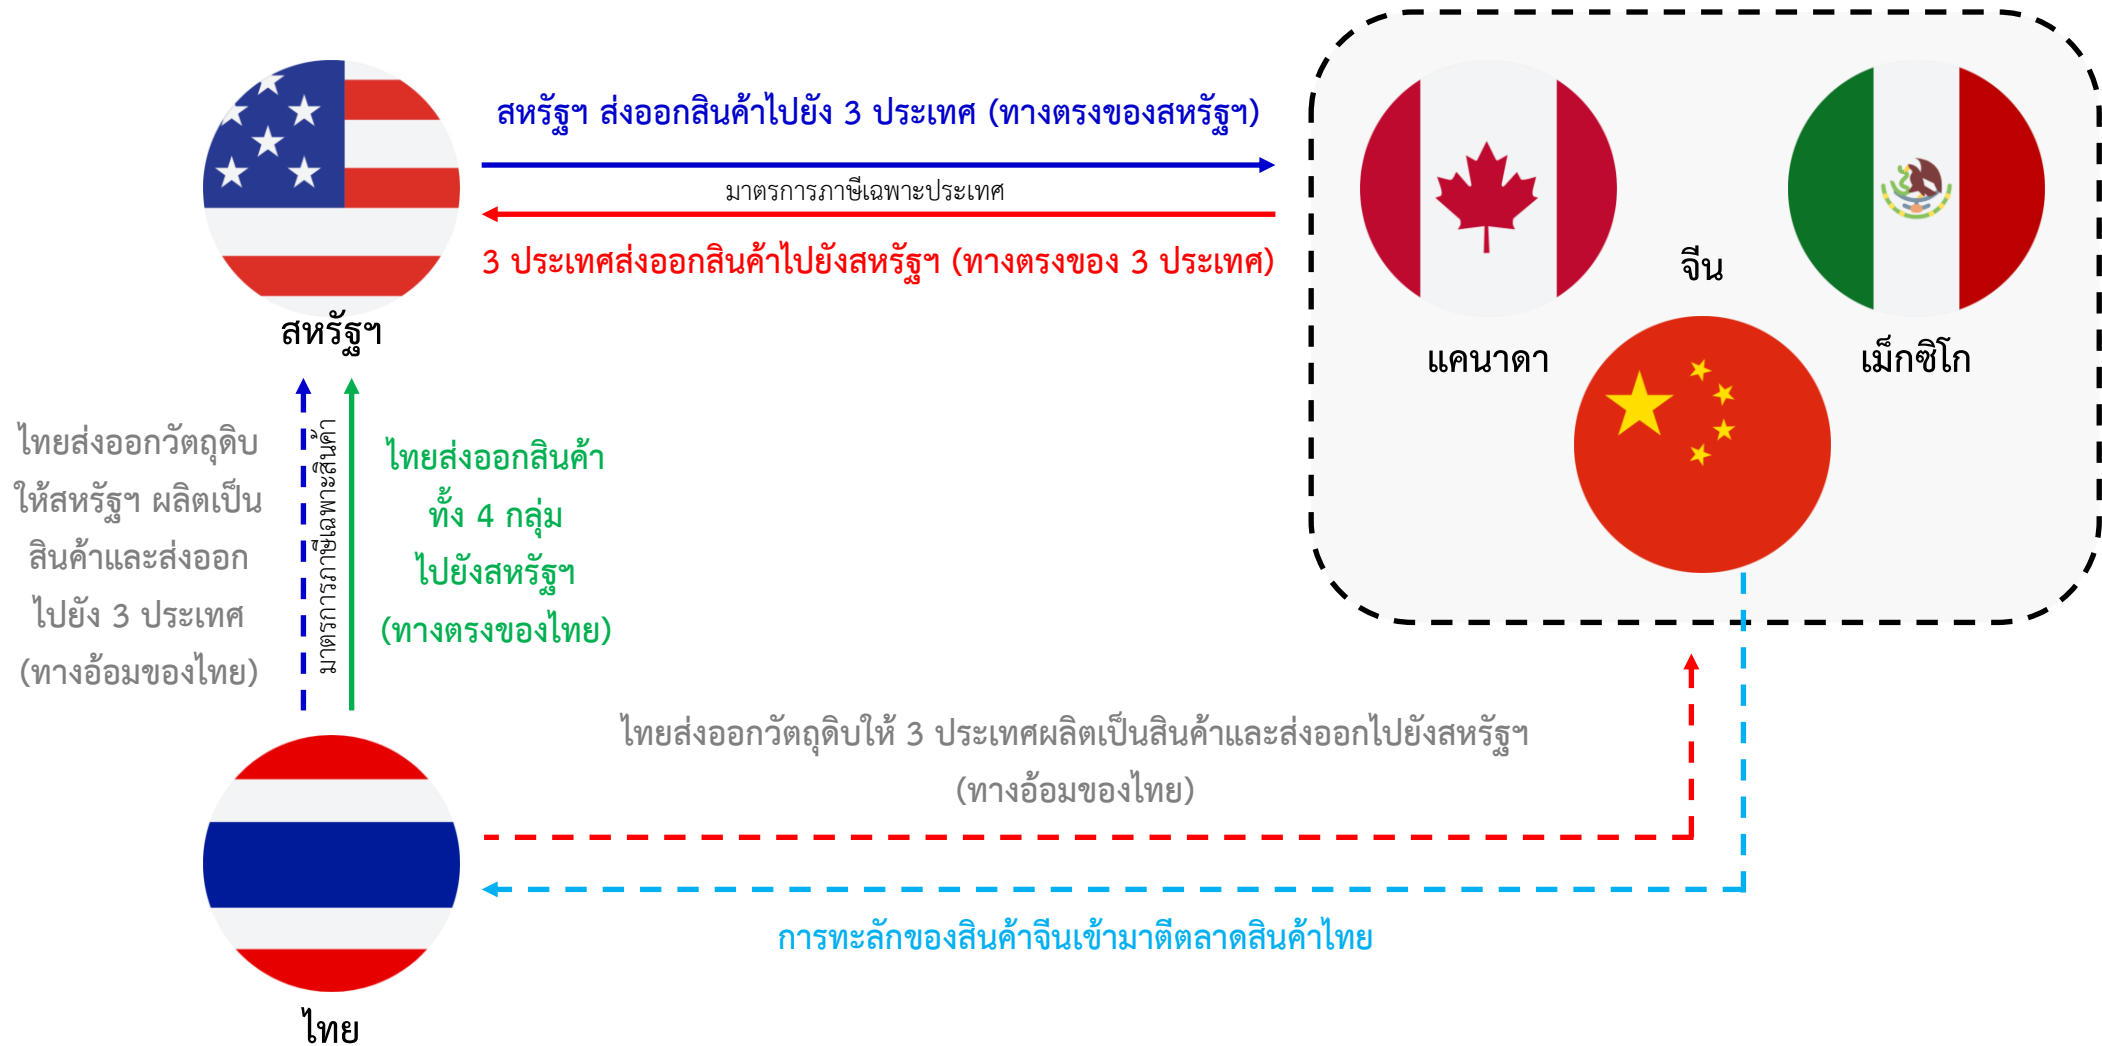 สหรัฐฯ ส่งออกสินค้าไปยัง 3 ประเทศ (ทางตรงของสหรัฐฯ)
มาตรการภาษีเฉพาะประเทศ
3 ประเทศส่งออกสินค้าไปยังสหรัฐฯ (ทางตรงของ 3 ประเทศ)
สหรัฐฯ
จีน
แคนาดา
เม็กซิโก
ไทยส่งออกวัตถุดิบ
ให้สหรัฐฯ ผลิตเป็น
สินค้าและส่งออก
ไปยัง 3 ประเทศ
(ทางอ้อมของไทย)
มาตรการภาษีเฉพาะสินค้า
ไทยส่งออกสินค้า
ทั้ง 4 กลุ่ม
ไปยังสหรัฐฯ
(ทางตรงของไทย)
ไทยส่งออกวัตถุดิบให้ 3 ประเทศผลิตเป็นสินค้าและส่งออกไปยังสหรัฐฯ
(ทางอ้อมของไทย)
การทะลักของสินค้าจีนเข้ามาตีตลาดสินค้าไทย
ไทย